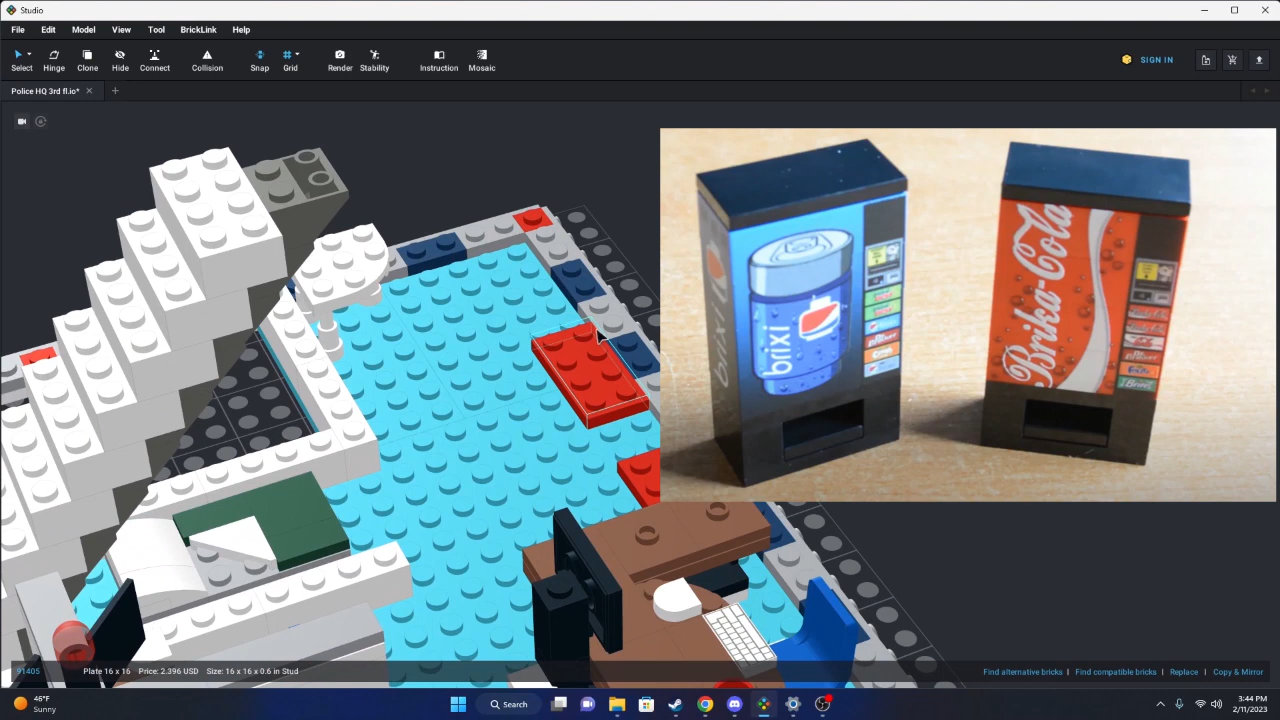 Studio
File Edit Model View Tool BrickLink Help
Select Hinge Clone Hide Connect Collision Snap Grid Render Stability Instruction Mosaic
SIGN IN
Police HQ 3rd fl.io*
brixi
brixi
Brika-Cola
91405 Plate 16 x 16 Price: 2.396 USD Size: 16 x 16 x 0.6 in Stud
Find alternative bricks | Find compatible bricks | Replace | Copy & Mirror
46°F
Sunny
Search
3:44 PM
2/11/2023